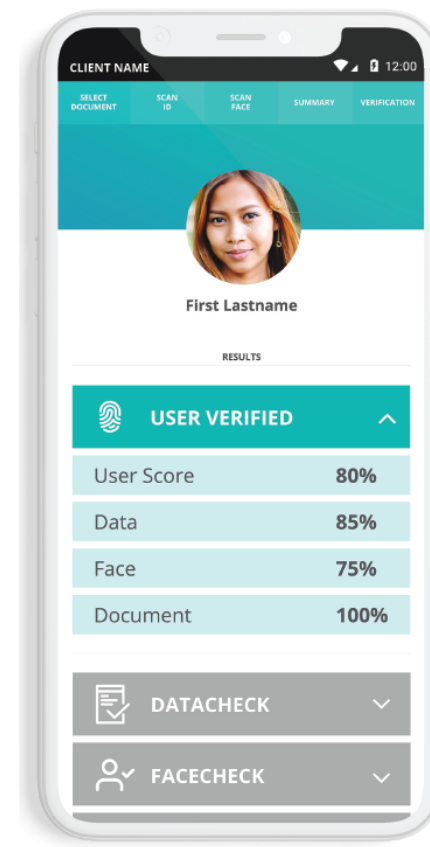 CLIENT NAME 12:00
SELECT DOCUMENT SCAN ID SCAN FACE SUMMARY VERIFICATION
First Lastname
RESULTS
USER VERIFIED
User Score 80%
Data 85%
Face 75%
Document 100%
DATACHECK
FACECHECK